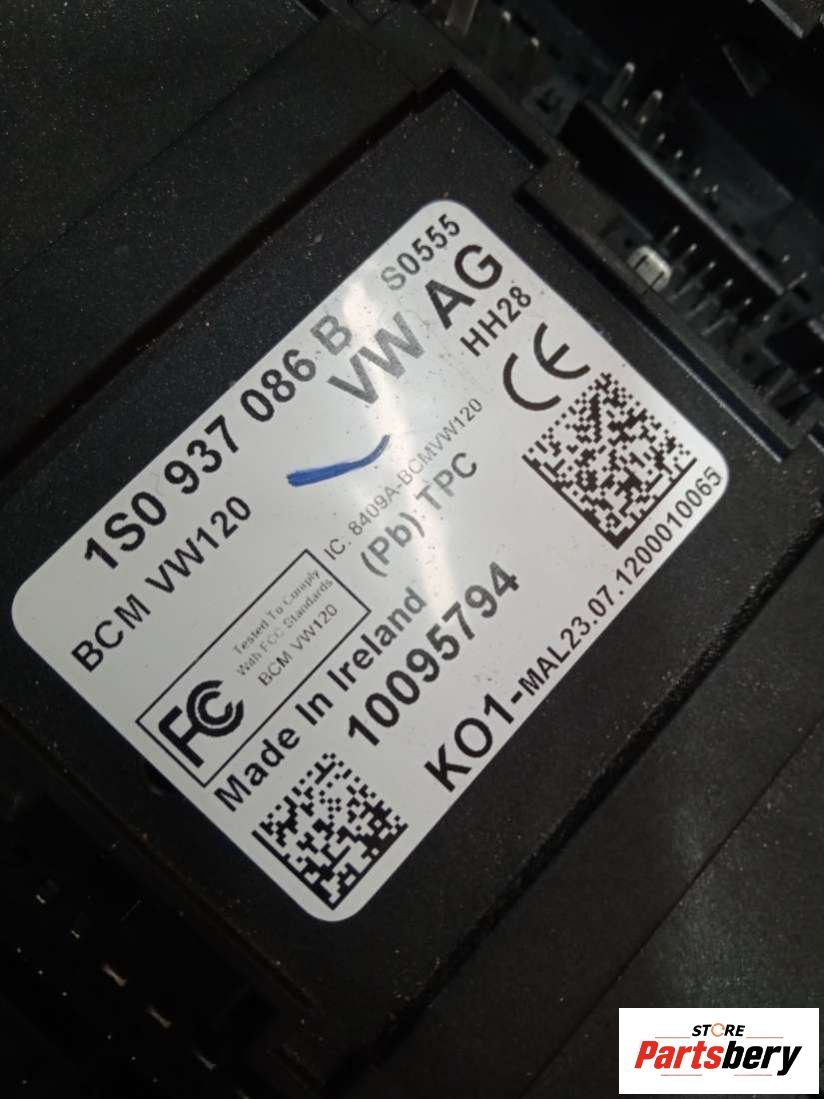 1S0 937 086 B S0555
BCM VW120
VW AG
HH28
CE
IC: 8409A-BCMVW120
(Pb) TPC
FC
Tested To Comply
With FCC Standards
BCM VW120
Made In Ireland
10095794
KO1-MAL23.07.1200010065
STORE
Partsbery